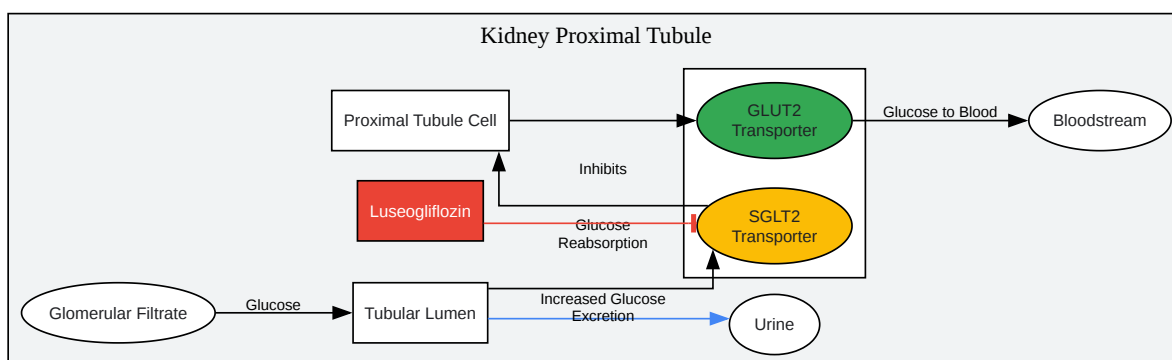 Kidney Proximal Tubule
GLUT2
Transporter
Glucose to Blood
Bloodstream
Proximal Tubule Cell
Inhibits
Luseogliflozin
SGLT2
Transporter
Glucose
Reabsorption
Glomerular Filtrate
Glucose
Tubular Lumen
Increased Glucose
Excretion
Urine